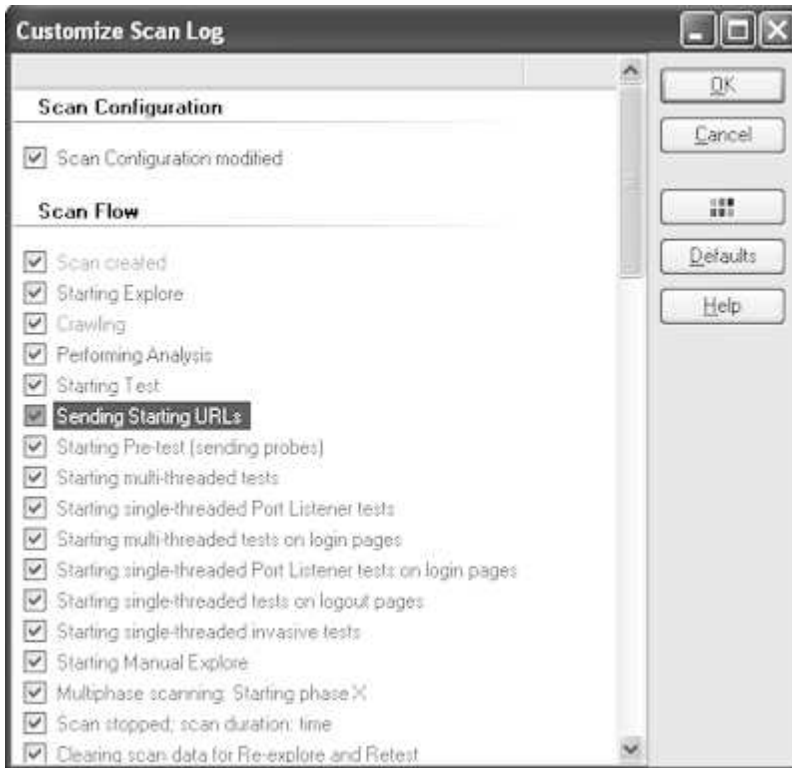 Customize Scan Log
Scan Configuration
Scan Configuration modified
Scan Flow
Scan created
Starting Explore
Crawling
Performing Analysis
Starting Test
Sending Starting URLs
Starting Pre-test (sending probes)
Starting multi-threaded tests
Starting single-threaded Port Listener tests
Starting multi-threaded tests on login pages
Starting single-threaded Port Listener tests on login pages
Starting single-threaded tests on logout pages
Starting single-threaded invasive tests
Starting Manual Explore
Multiphase scanning: Starting phase X
Scan stopped; scan duration: time
Clearing scan data for Re-explore and Retest
OK
Cancel
Defaults
Help